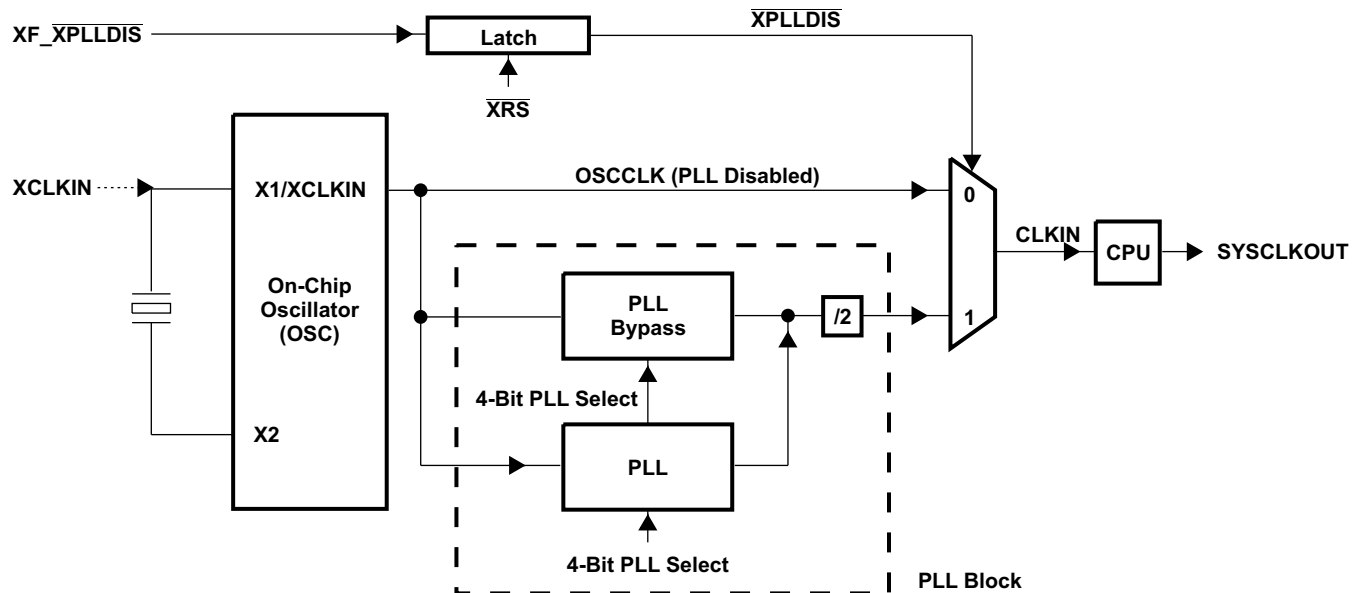 XF_XPLLDIS
Latch
XPLLDIS
XRS
XCLKIN
X1/XCLKIN
On-Chip
Oscillator
(OSC)
X2
OSCCLK (PLL Disabled)
0
1
CLKIN
CPU
SYSCLKOUT
PLL
Bypass
/2
4-Bit PLL Select
PLL
4-Bit PLL Select
PLL Block